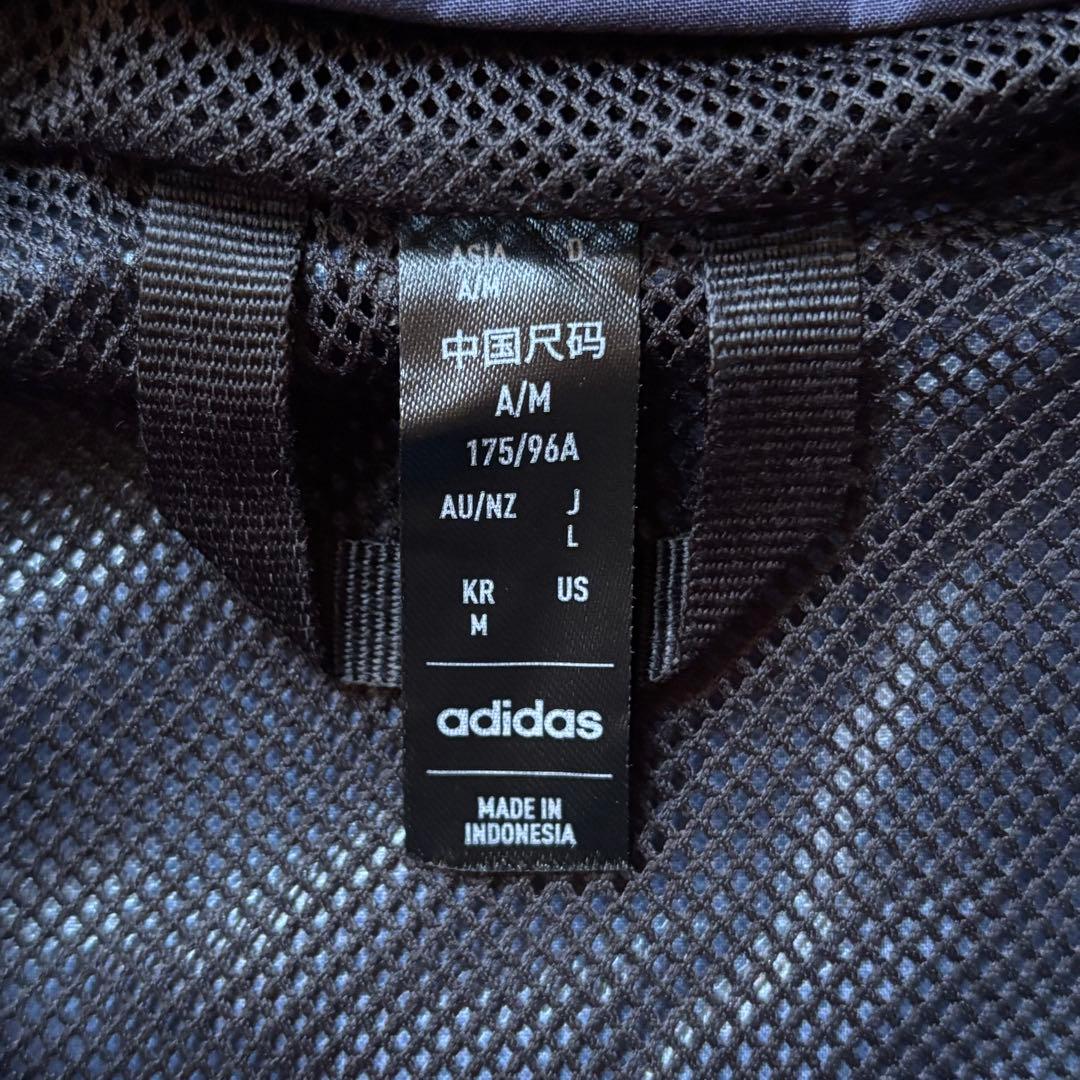 ASIA D
A/M
中国尺码
A/M
175/96A
AU/NZ J
L
KR US
M
adidas
MADE IN
INDONESIA